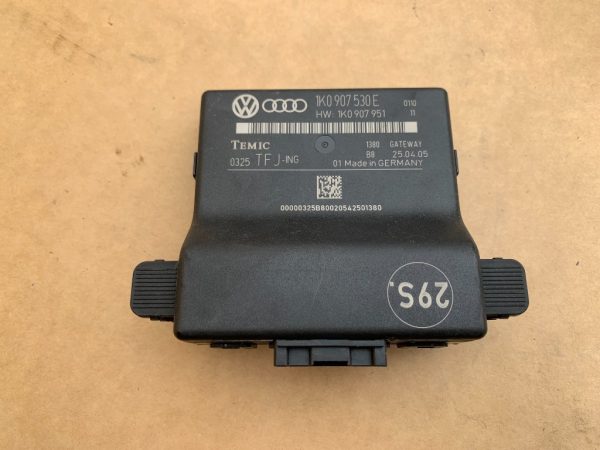 1K0 907 530 E
0110
HW: 1K0 907 951
11
TEMIC
1380 GATEWAY
B8 25.04.05
0325 TFJ-ING
01 Made in GERMANY
00000325B80020542501380
29S.